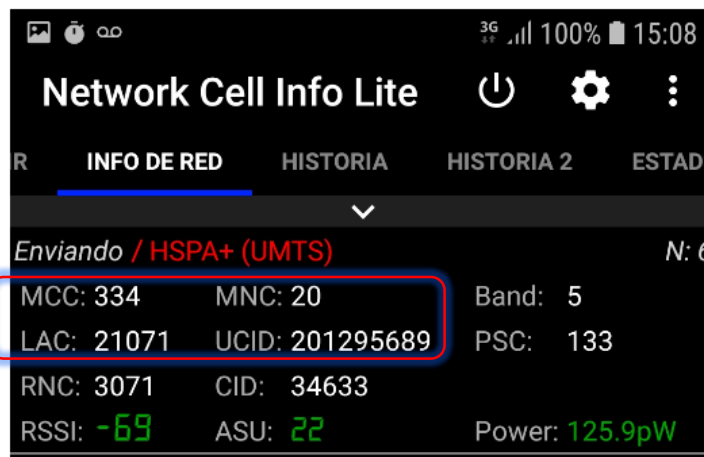 3G 100% 15:08
Network Cell Info Lite
R INFO DE RED HISTORIA HISTORIA 2 ESTAD
Enviando / HSPA+ (UMTS) N: 6
MCC: 334 MNC: 20 Band: 5
LAC: 21071 UCID: 201295689 PSC: 133
RNC: 3071 CID: 34633
RSSI: -69 ASU: 22 Power: 125.9pW